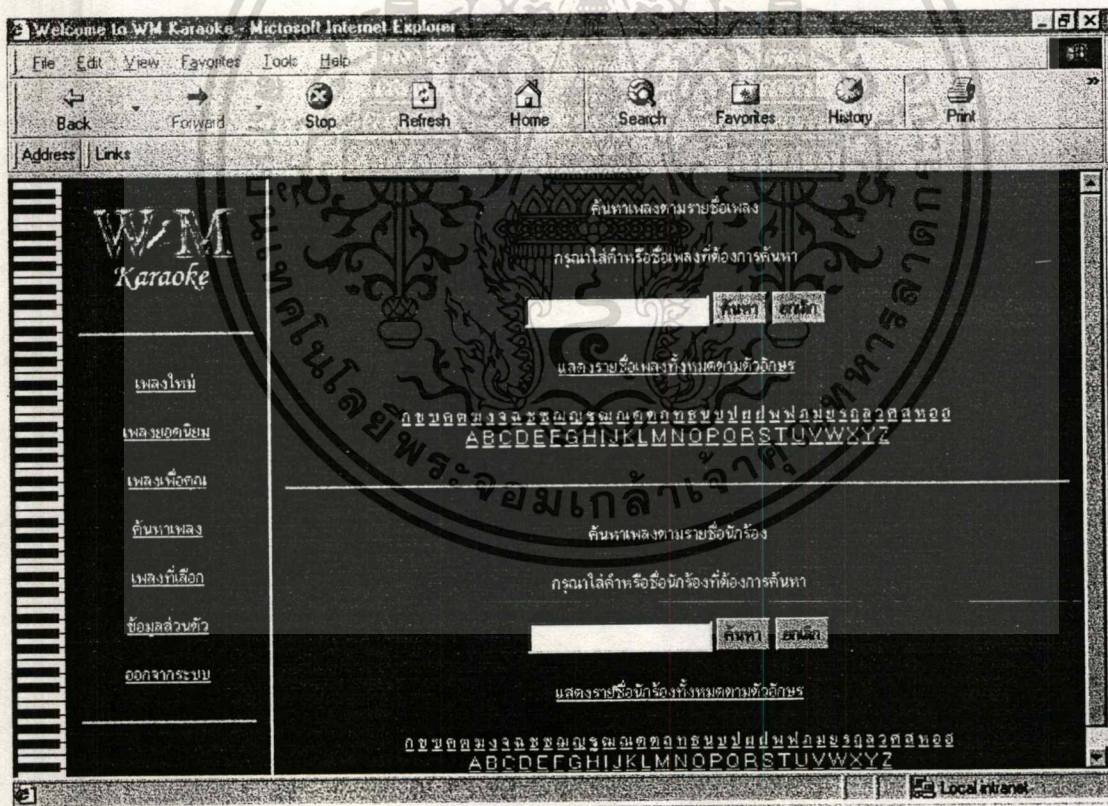 Welcome to WM Karaoke - Microsoft Internet Explorer
File Edit View Favorites Tools Help
Back Forward Stop Refresh Home Search Favorites History Print
Address Links
WM
Karaoke
เพลงใหม่
เพลงยอดนิยม
เพลงเพื่อคุณ
ค้นหาเพลง
เพลงที่เลือก
ข้อมูลส่วนตัว
ออกจากระบบ
ค้นหาเพลงตามรายชื่อเพลง
กรุณาใส่คำหรือชื่อเพลงที่ต้องการค้นหา
ค้นหา ยกเลิก
แสดงรายชื่อเพลงทั้งหมดตามตัวอักษร
A B C D E F G H I J K L M N O P Q R S T U V W X Y Z
ค้นหาเพลงตามรายชื่อนักร้อง
กรุณาใส่คำหรือชื่อนักร้องที่ต้องการค้นหา
ค้นหา ยกเลิก
แสดงรายชื่อนักร้องทั้งหมดตามตัวอักษร
A B C D E F G H I J K L M N O P Q R S T U V W X Y Z
Local intranet